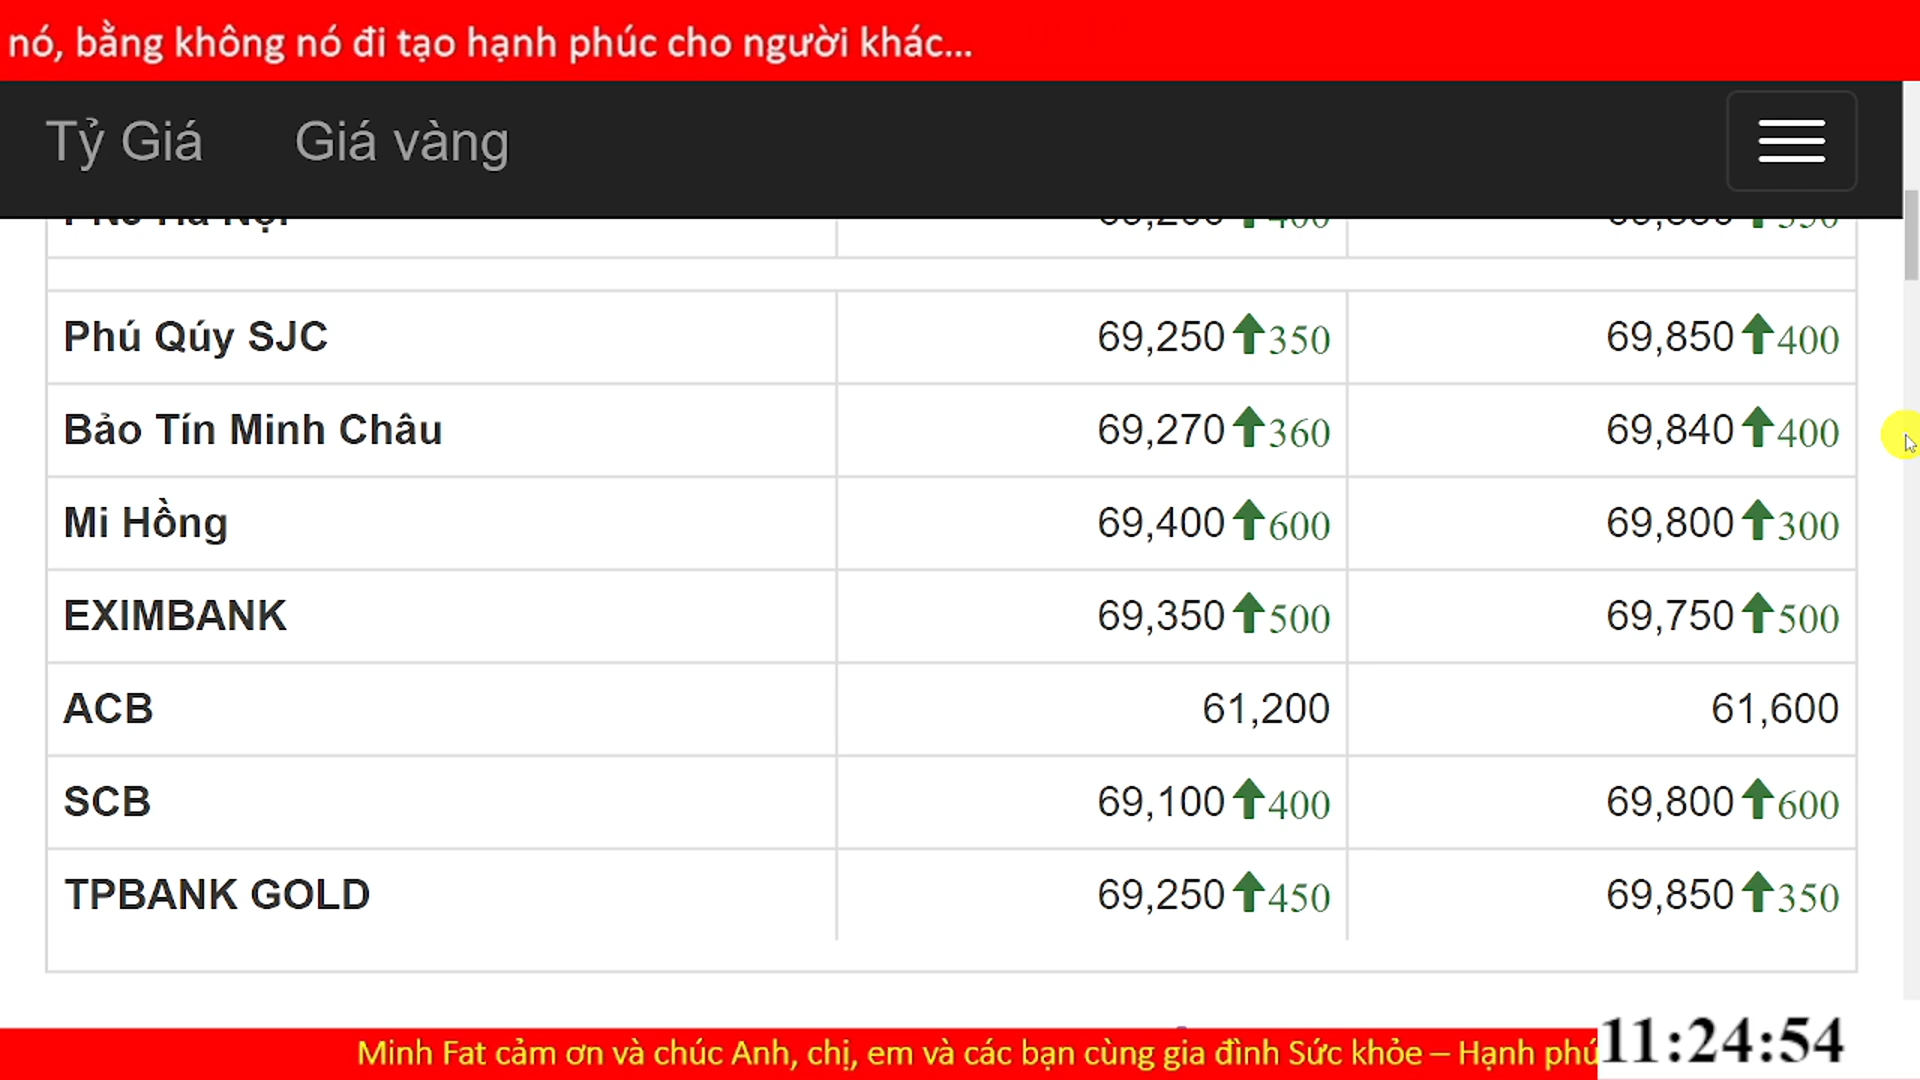 nó, bằng không nó đi tạo hạnh phúc cho người khác...
Tỷ Giá Giá vàng
Phú Qúy SJC 69,250 350 69,850 400
Bảo Tín Minh Châu 69,270 360 69,840 400
Mi Hồng 69,400 600 69,800 300
EXIMBANK 69,350 500 69,750 500
ACB 61,200 61,600
SCB 69,100 400 69,800 600
TPBANK GOLD 69,250 450 69,850 350
Minh Fat cảm ơn và chúc Anh, chị, em và các bạn cùng gia đình Sức khỏe – Hạnh phú
11:24:54